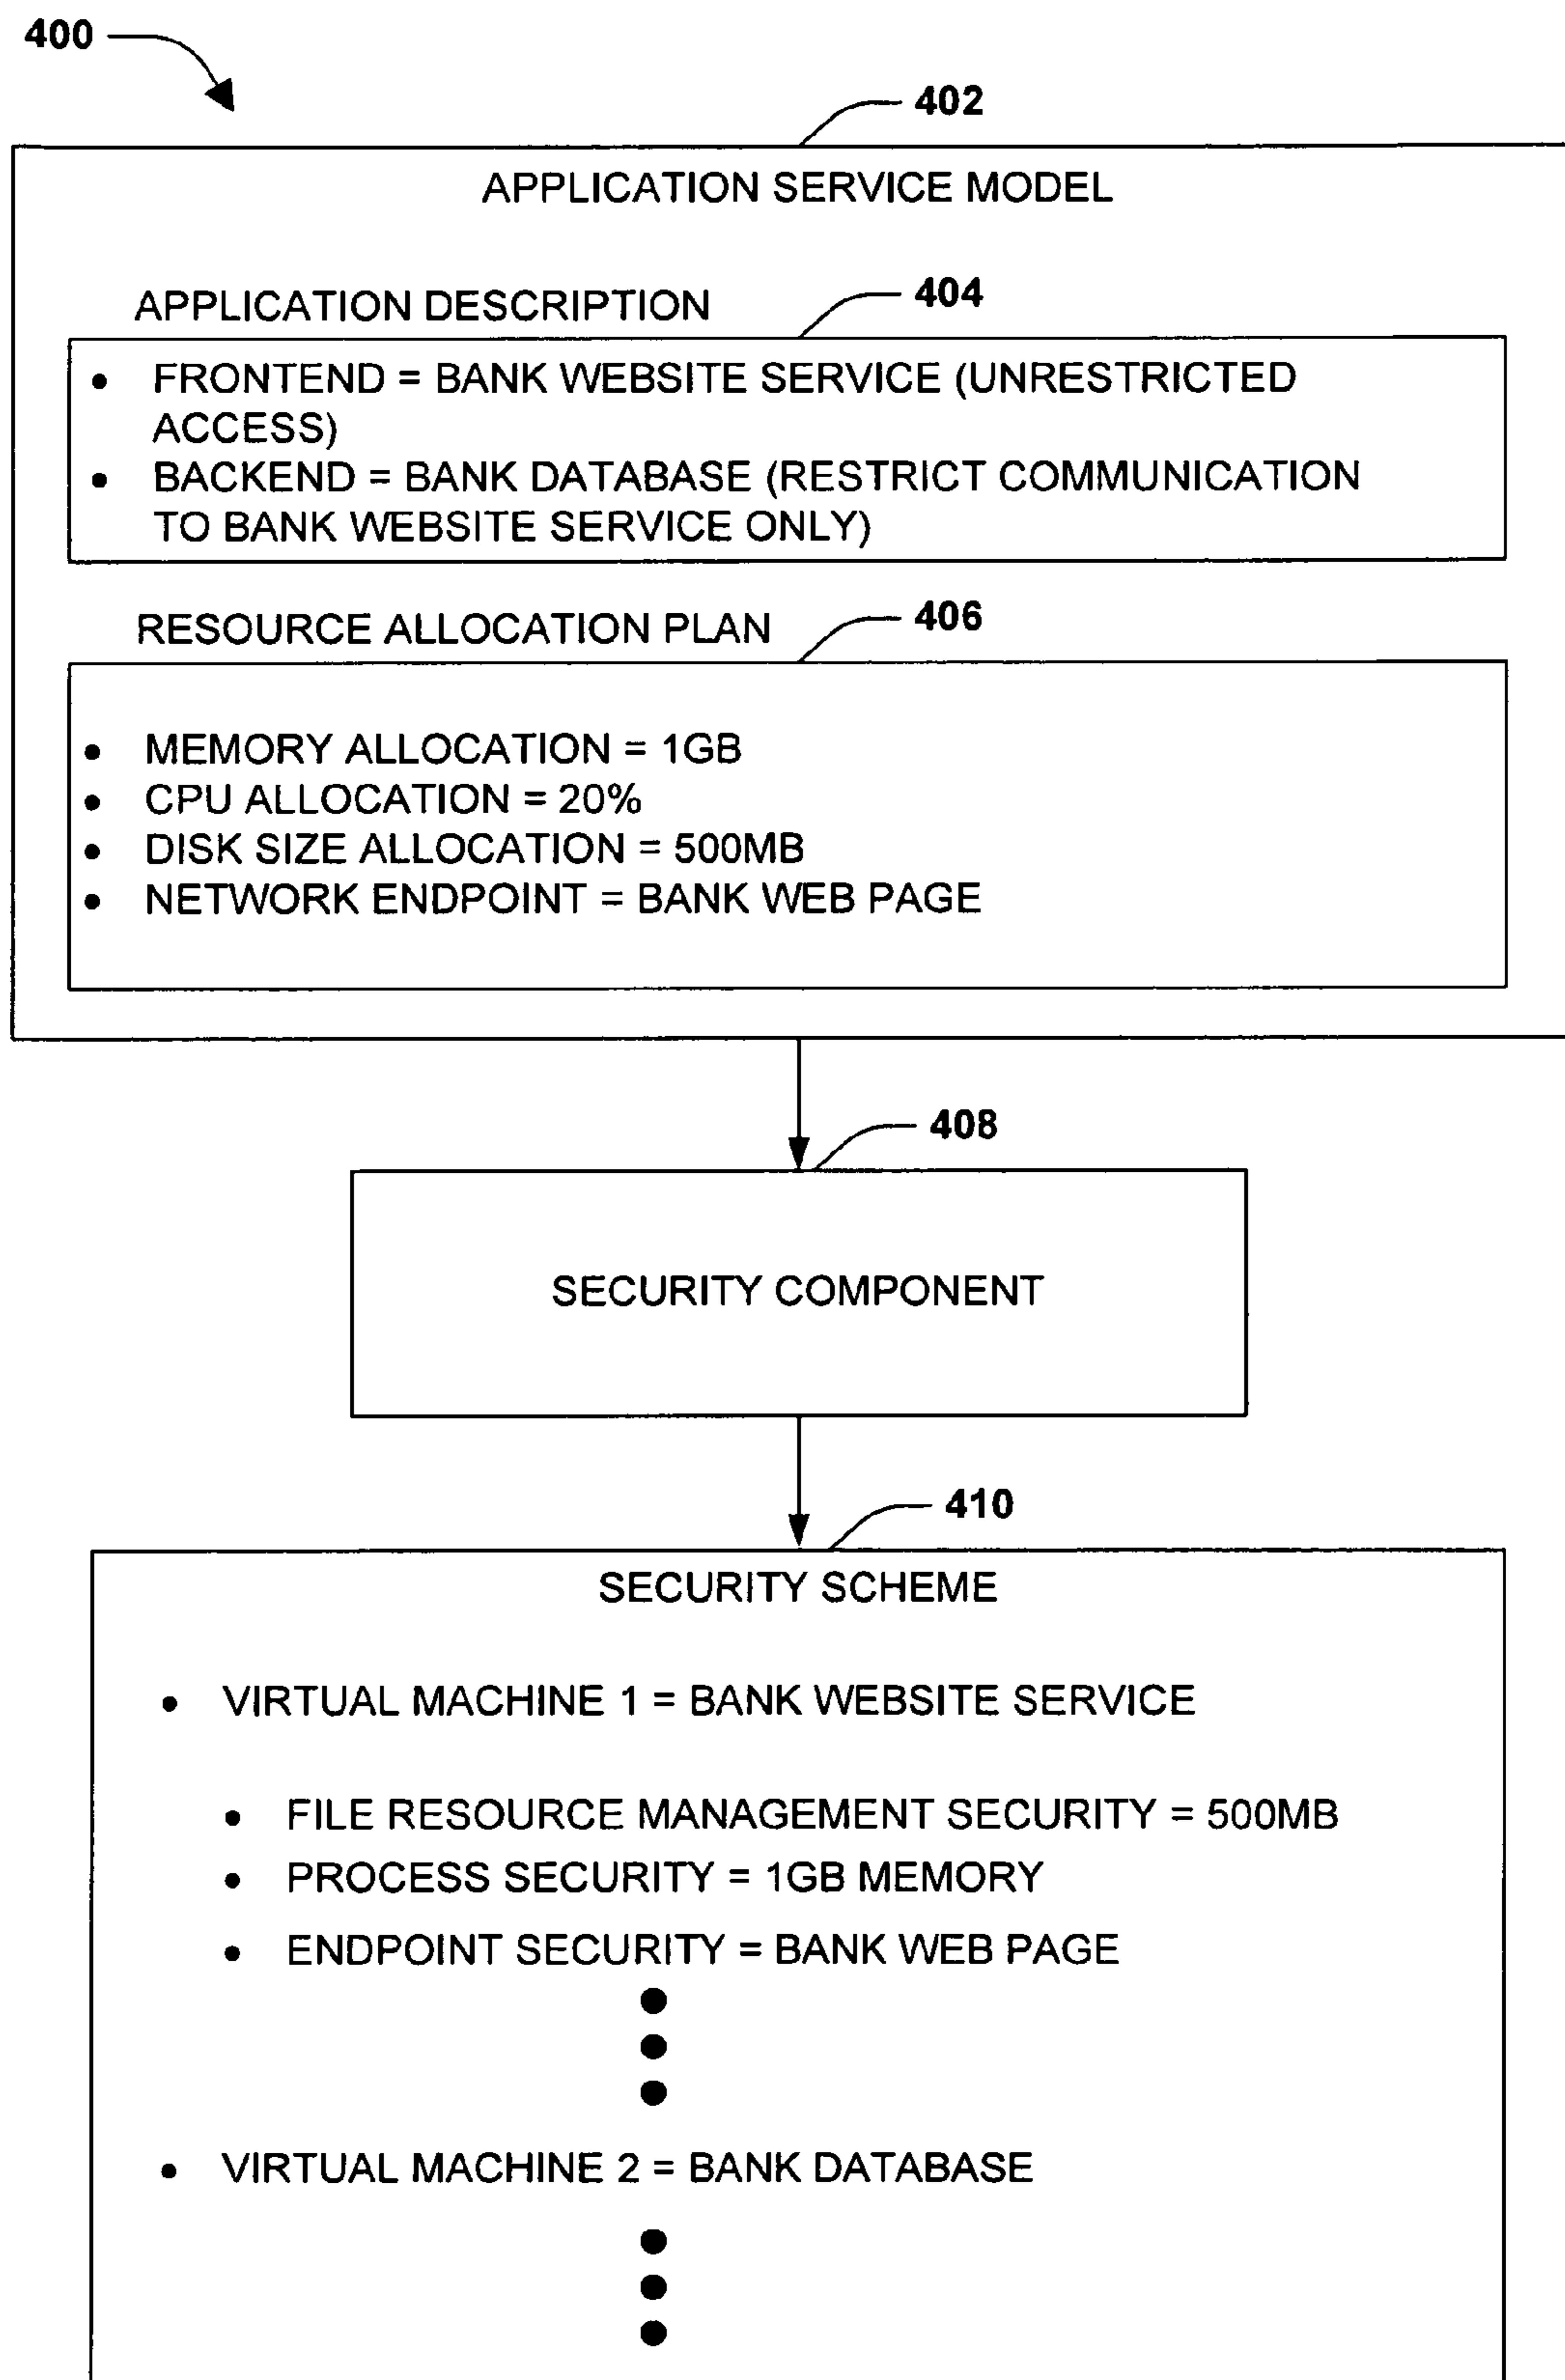 400
402
APPLICATION SERVICE MODEL
APPLICATION DESCRIPTION
404
• FRONTEND = BANK WEBSITE SERVICE (UNRESTRICTED
ACCESS)
• BACKEND = BANK DATABASE (RESTRICT COMMUNICATION
TO BANK WEBSITE SERVICE ONLY)
RESOURCE ALLOCATION PLAN
406
• MEMORY ALLOCATION = 1GB
• CPU ALLOCATION = 20%
• DISK SIZE ALLOCATION = 500MB
• NETWORK ENDPOINT = BANK WEB PAGE
408
SECURITY COMPONENT
410
SECURITY SCHEME
• VIRTUAL MACHINE 1 = BANK WEBSITE SERVICE
• FILE RESOURCE MANAGEMENT SECURITY = 500MB
• PROCESS SECURITY = 1GB MEMORY
• ENDPOINT SECURITY = BANK WEB PAGE
• VIRTUAL MACHINE 2 = BANK DATABASE